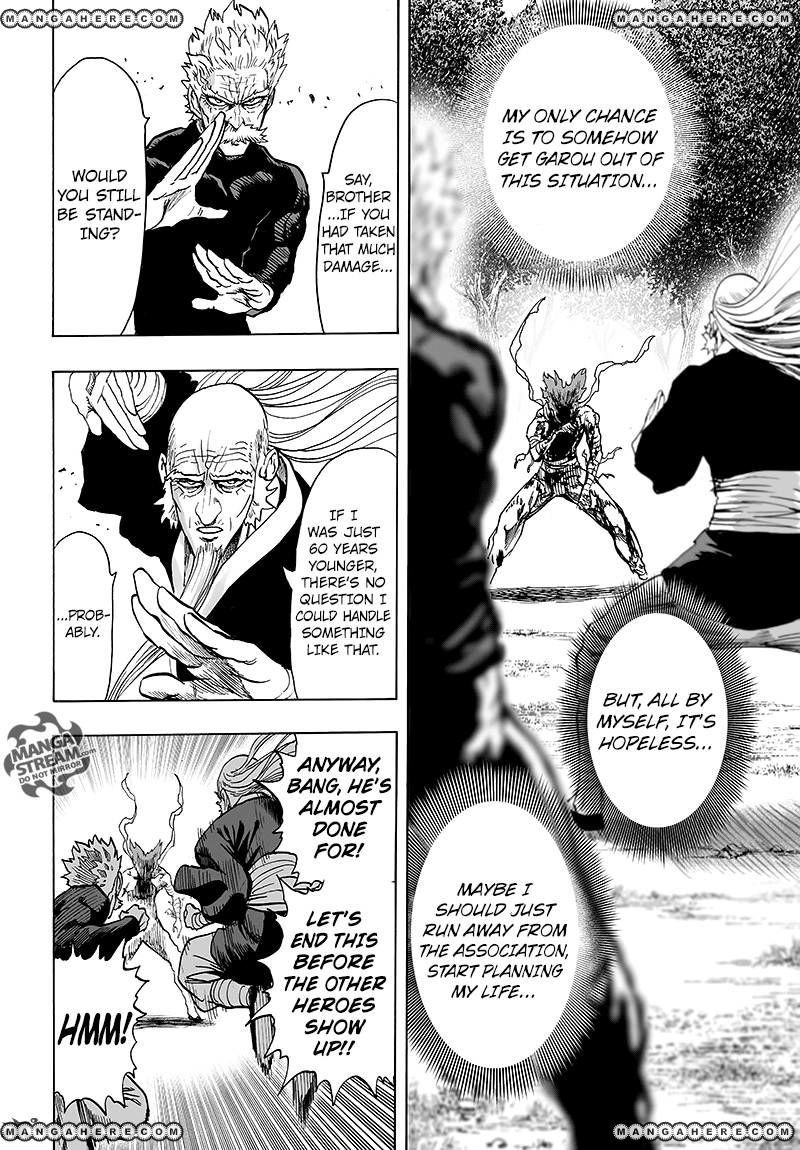 MANGAHERE.COM
MANGAHERE.COM
MY ONLY CHANCE
IS TO SOMEHOW
GET GAROU OUT OF
THIS SITUATION...
BUT, ALL BY
MYSELF, IT'S
HOPELESS...
MAYBE I
SHOULD JUST
RUN AWAY FROM
THE ASSOCIATION,
START PLANNING
MY LIFE...
SAY,
BROTHER
...IF YOU
HAD TAKEN
THAT MUCH
DAMAGE...
WOULD
YOU STILL
BE STAND-
ING?
IF I
WAS JUST
60 YEARS
YOUNGER,
THERE'S NO
QUESTION I
COULD HANDLE
SOMETHING
LIKE THAT.
...PROB-
ABLY.
MANGA
STREAM.com
DO NOT MIRROR
ANYWAY,
BANG, HE'S
ALMOST
DONE
FOR!
LET'S
END THIS
BEFORE
THE OTHER
HEROES
SHOW
UP!!
HMM!
MANGAHERE.COM
MANGAHERE.COM